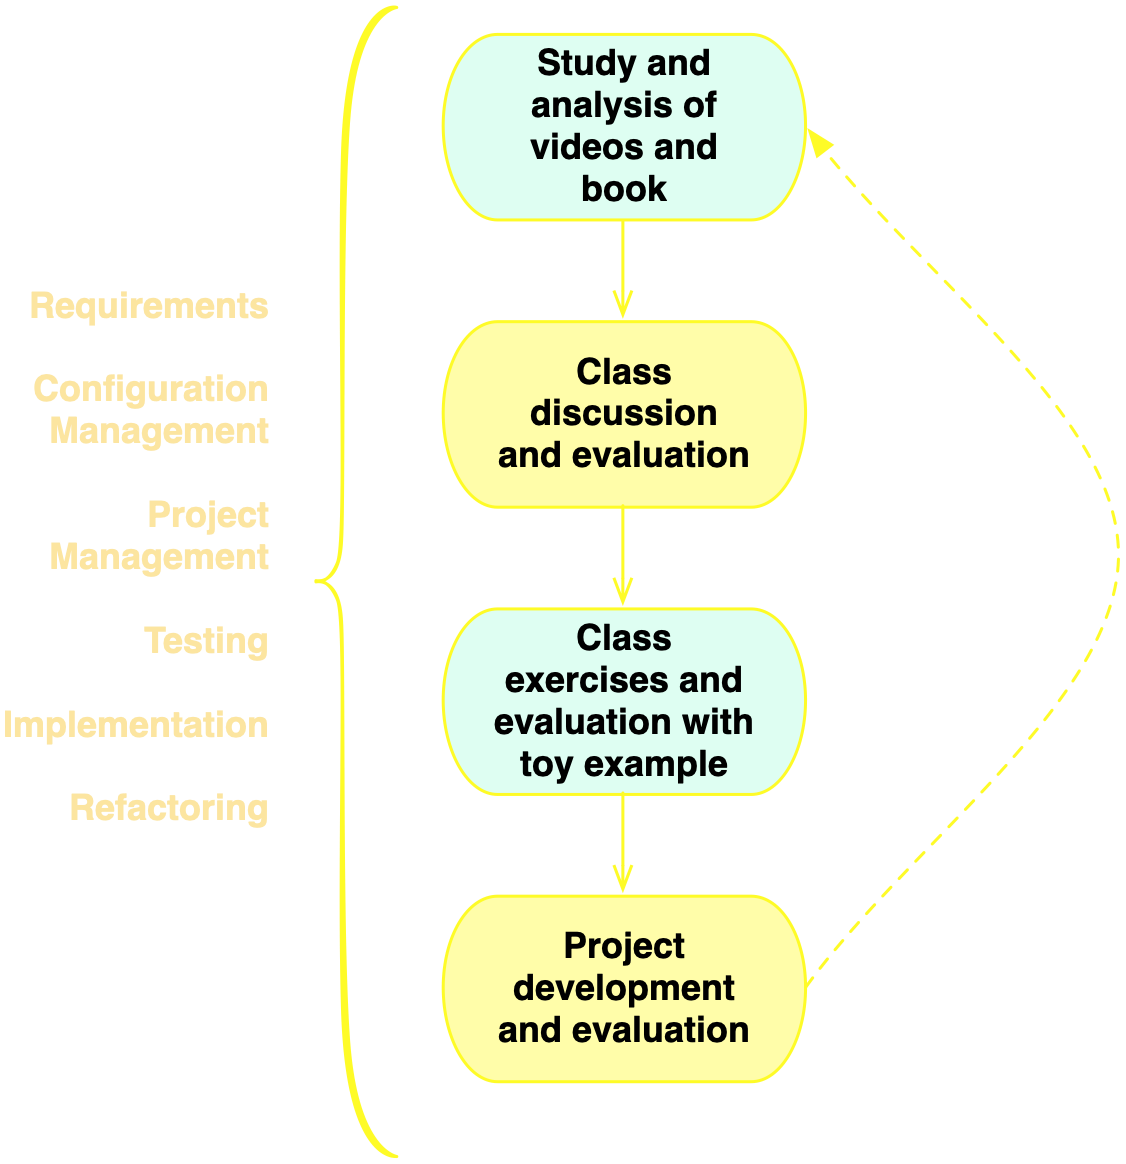 Requirements
Configuration
Management
Project
Management
Testing
Implementation
Refactoring
Study and
analysis of
videos and
book
Class
discussion
and evaluation
Class
exercises and
evaluation with
toy example
Project
development
and evaluation